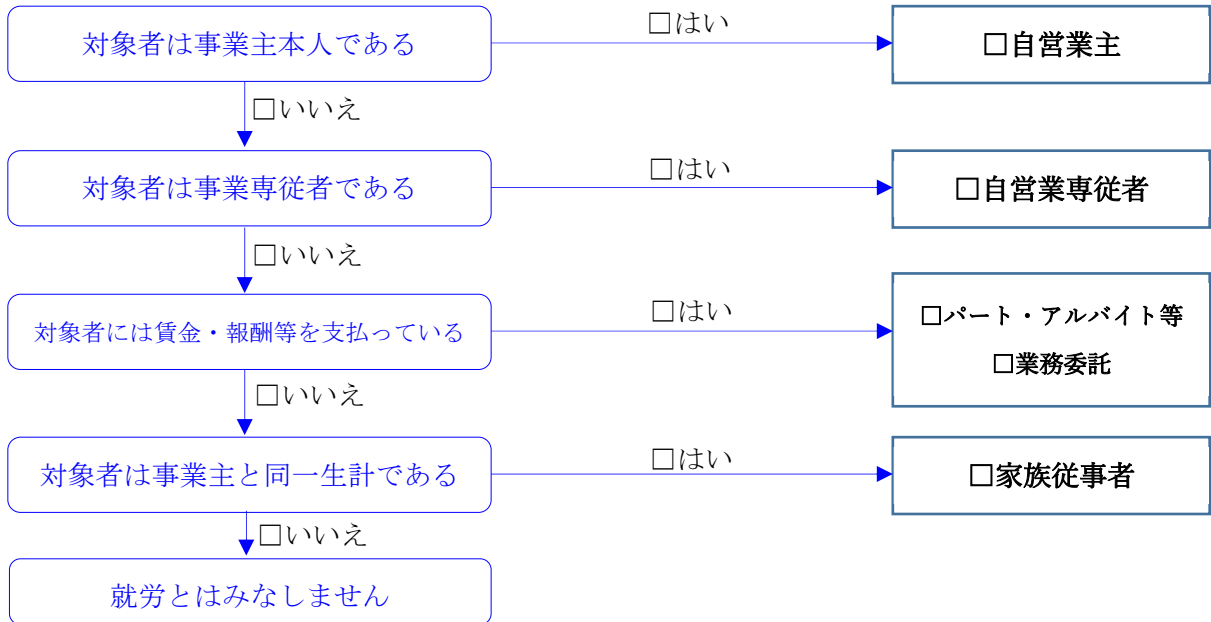 対象者は事業主本人である
□はい
□自営業主
□いいえ
対象者は事業専従者である
□はい
□自営業専従者
□いいえ
対象者には賃金・報酬等を支払っている
□はい
□パート・アルバイト等
□業務委託
□いいえ
対象者は事業主と同一生計である
□はい
□家族従事者
□いいえ
就労とはみなしません